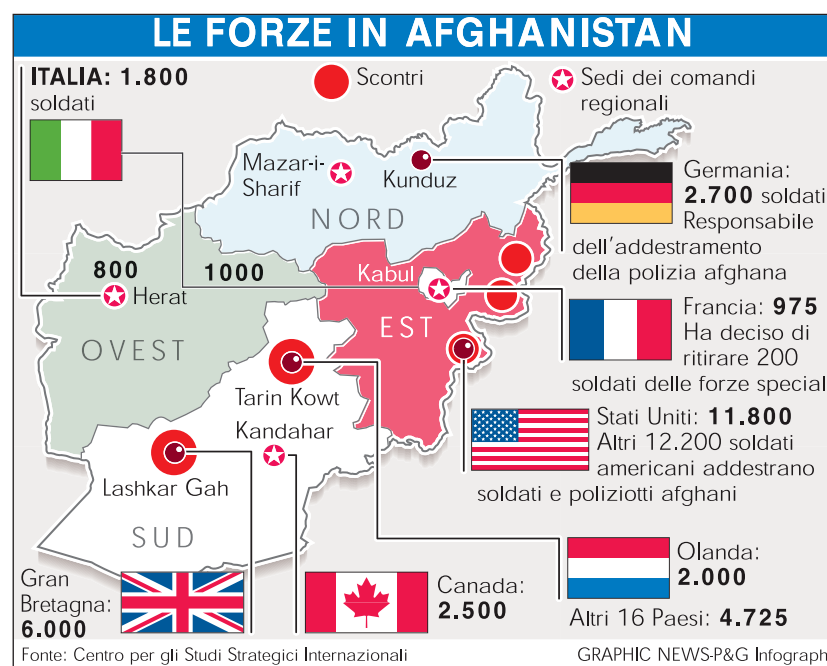 LE FORZE IN AFGHANISTAN
ITALIA: 1.800
soldati
Scontri
Sedi dei comandi
regionali
Mazar-i-
Sharif
Kunduz
NORD
Germania:
2.700 soldati
Responsabile
dell'addestramento
della polizia afghana
800
1000
Herat
Kabul
OVEST
EST
Francia: 975
Ha deciso di
ritirare 200
soldati delle forze special
Tarin Kowt
Kandahar
Stati Uniti: 11.800
Altri 12.200 soldati
americani addestrano
soldati e poliziotti afghani
Lashkar Gah
SUD
Gran
Bretagna:
6.000
Canada:
2.500
Olanda:
2.000
Altri 16 Paesi: 4.725
Fonte: Centro per gli Studi Strategici Internazionali
GRAPHIC NEWS-P&G Infograph